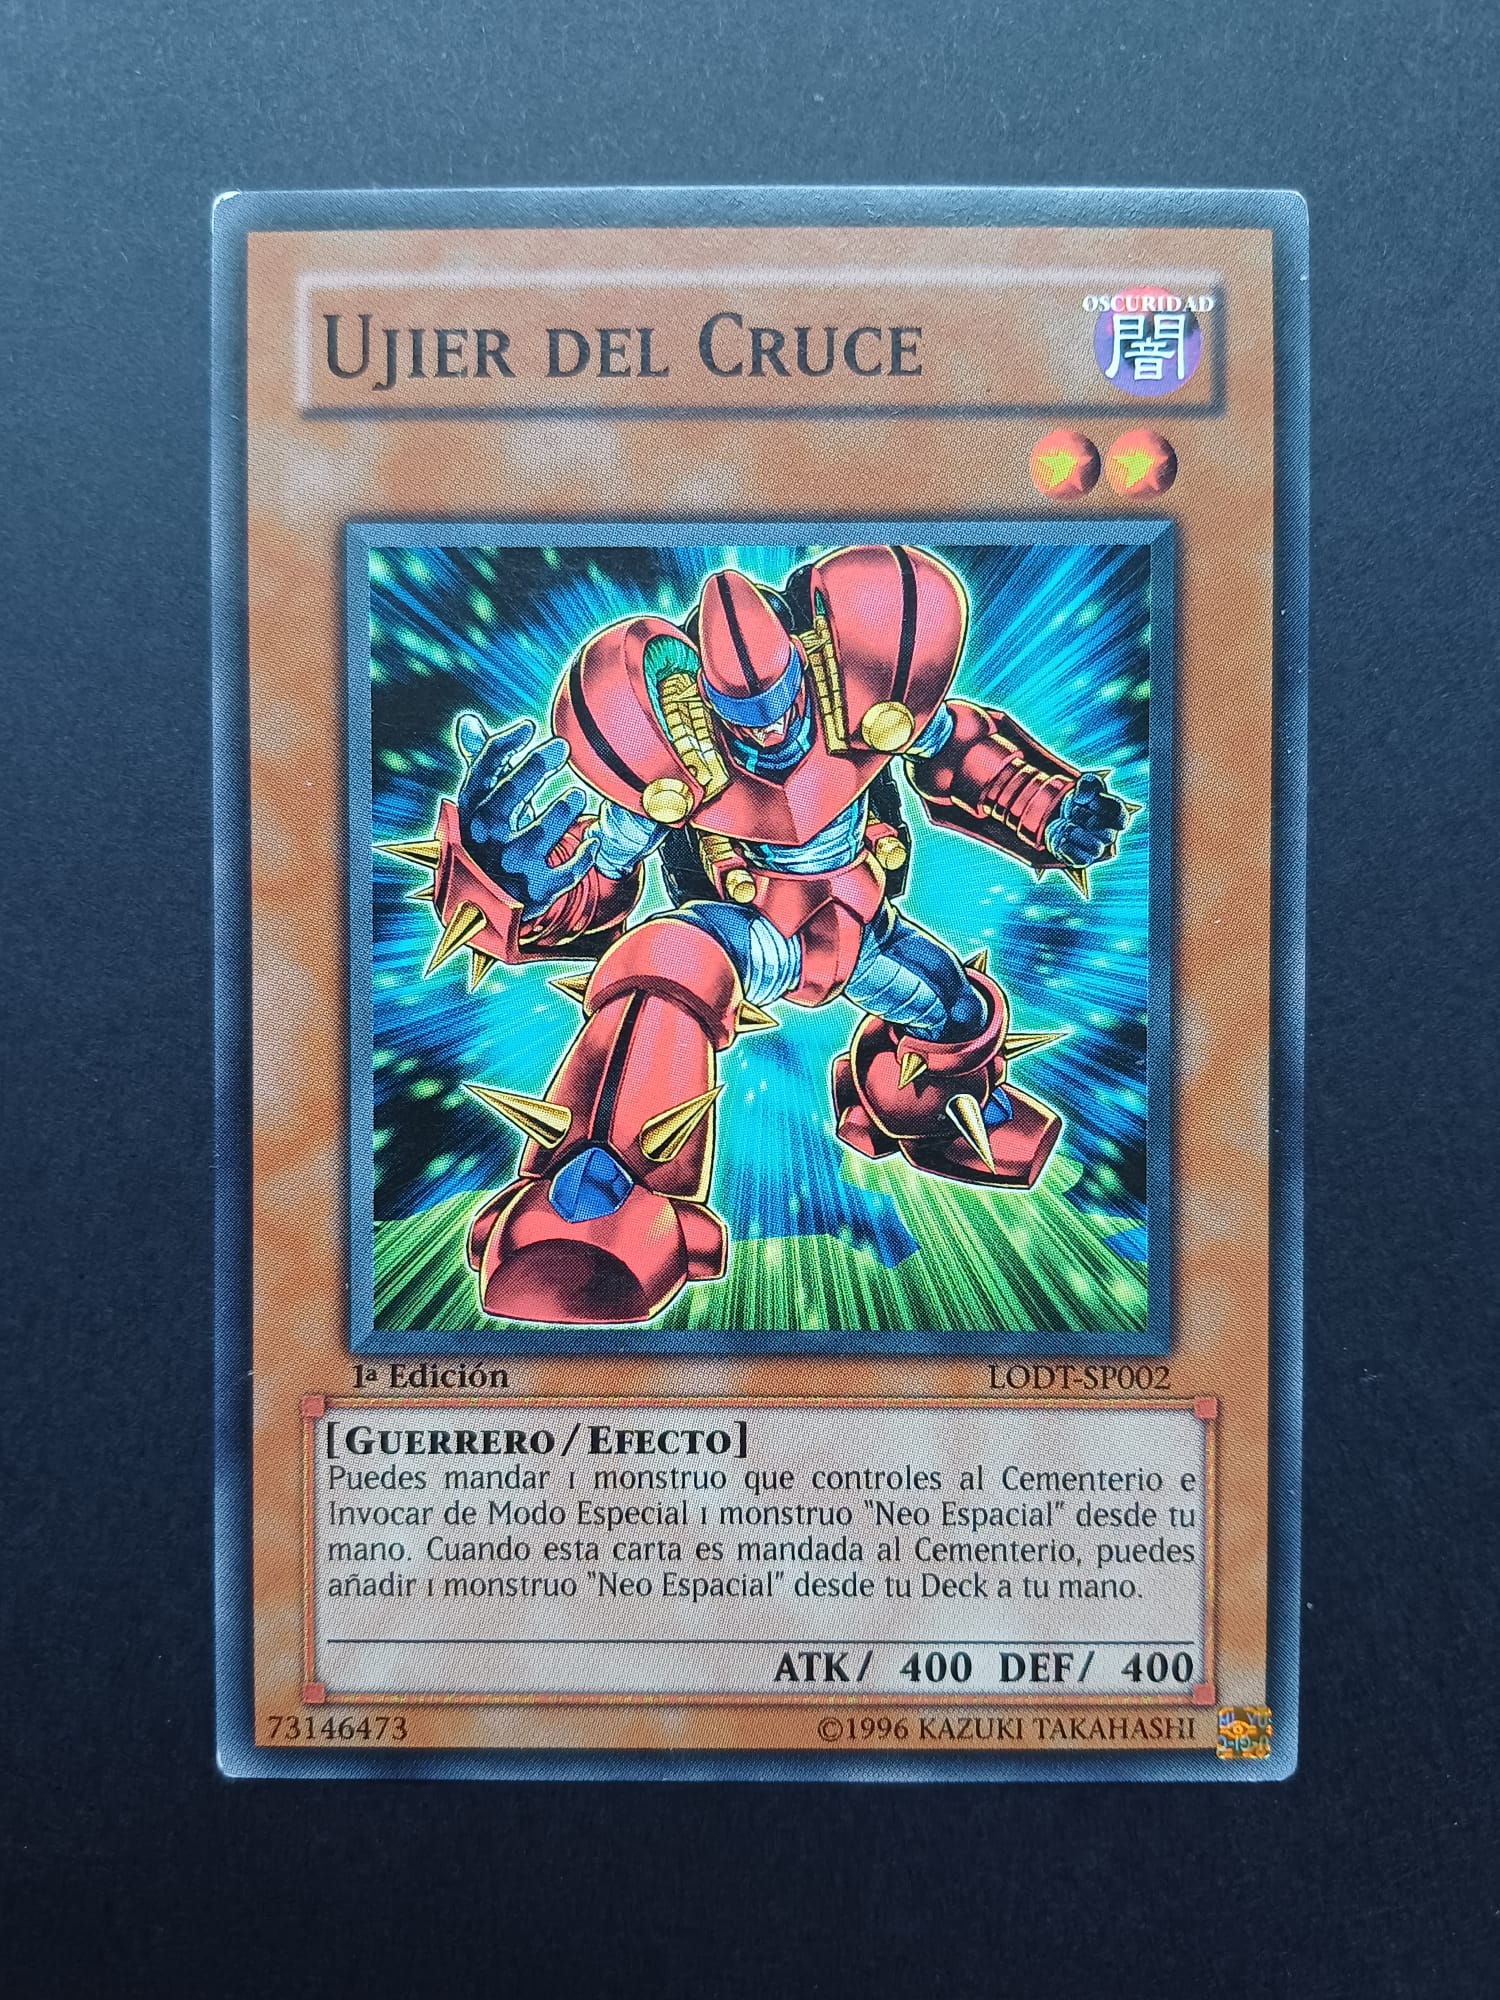 Ujier del Cruce
OSCURIDAD
闇
1ª Edición
LODT-SP002
[Guerrero/Efecto]
Puedes mandar 1 monstruo que controles al Cementerio e
Invocar de Modo Especial 1 monstruo "Neo Espacial" desde tu
mano. Cuando esta carta es mandada al Cementerio, puedes
añadir 1 monstruo "Neo Espacial" desde tu Deck a tu mano.
ATK/ 400 DEF/ 400
73146473
©1996 KAZUKI TAKAHASHI